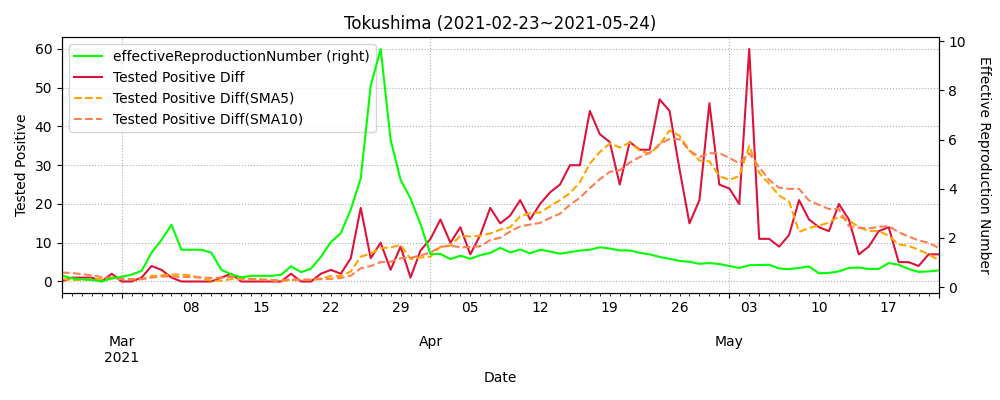 Tokushima (2021-02-23~2021-05-24)
effectiveReproductionNumber (right)
Tested Positive Diff
Tested Positive Diff(SMA5)
Tested Positive Diff(SMA10)
Tested Positive
60
50
40
30
20
10
0
Effective Reproduction Number
10
8
6
4
2
0
08 15 22 29 05 12 19 26 03 10 17
Mar Apr May
2021
Date